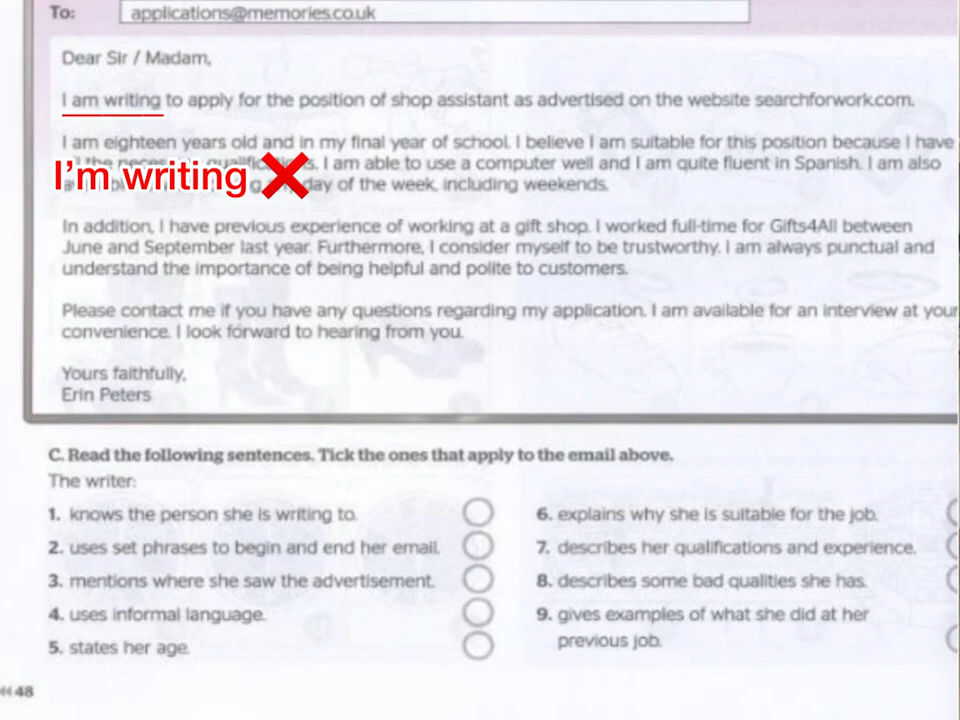 To: applications@memories.co.uk
Dear Sir / Madam,
I am writing to apply for the position of shop assistant as advertised on the website searchforwork.com.
I am eighteen years old and in my final year of school. I believe I am suitable for this position because I have
I am able to use a computer well and I am quite fluent in Spanish. I am also
I'm writing ❌
day of the week, including weekends.
In addition, I have previous experience of working at a gift shop. I worked full-time for Gifts4All between
June and September last year. Furthermore, I consider myself to be trustworthy. I am always punctual and
understand the importance of being helpful and polite to customers.
Please contact me if you have any questions regarding my application. I am available for an interview at your
convenience. I look forward to hearing from you.
Yours faithfully,
Erin Peters
C. Read the following sentences. Tick the ones that apply to the email above.
The writer:
1. knows the person she is writing to.
2. uses set phrases to begin and end her email.
3. mentions where she saw the advertisement.
4. uses informal language.
5. states her age.
6. explains why she is suitable for the job.
7. describes her qualifications and experience.
8. describes some bad qualities she has.
9. gives examples of what she did at her
previous job.
48